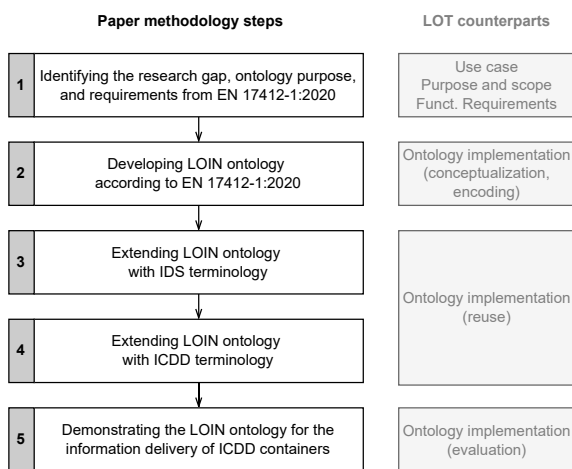 Paper methodology steps
LOT counterparts
1
Identifying the research gap, ontology purpose,
and requirements from EN 17412-1:2020
Use case
Purpose and scope
Funct. Requirements
2
Developing LOIN ontology
according to EN 17412-1:2020
Ontology implementation
(conceptualization,
encoding)
3
Extending LOIN ontology
with IDS terminology
4
Extending LOIN ontology
with ICDD terminology
Ontology implementation
(reuse)
5
Demonstrating the LOIN ontology for the
information delivery of ICDD containers
Ontology implementation
(evaluation)